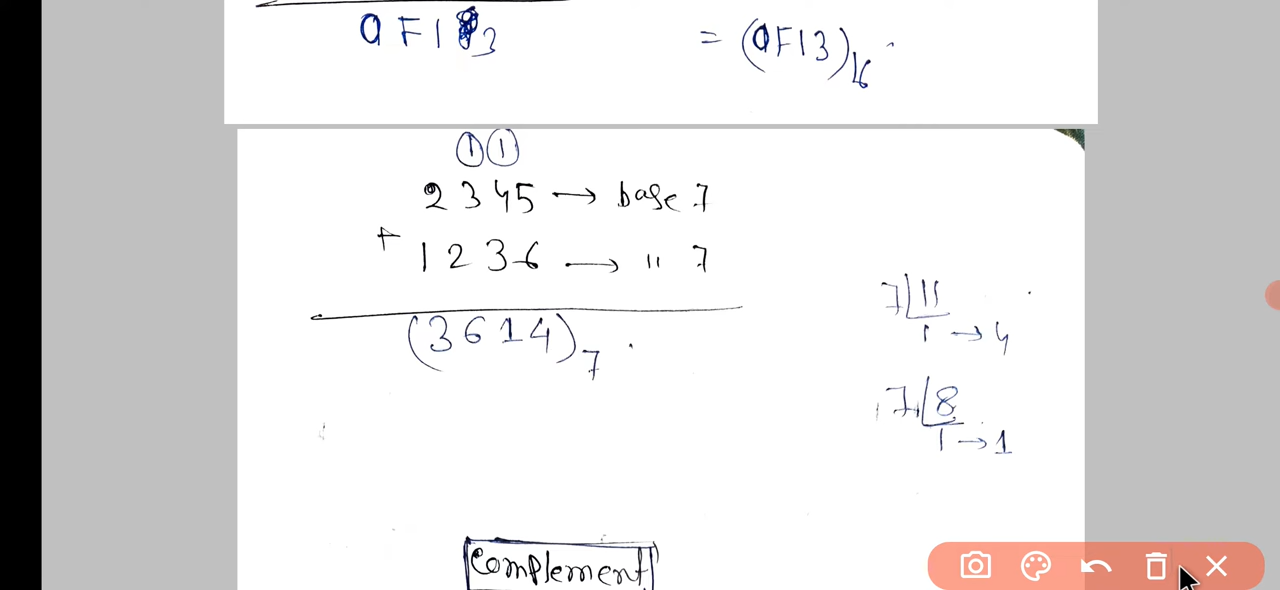 0F13 = (0F13)16
1 1
2345 → base 7
+ 1236 → " 7
(3614)7
7 11
1 → 4
7 8
1 → 1
Complement